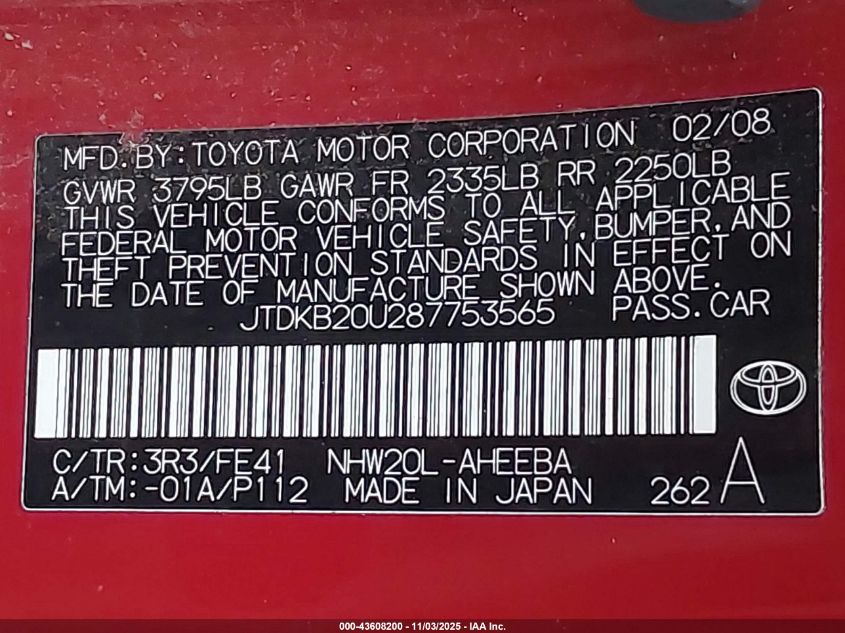 MFD.BY:TOYOTA MOTOR CORPORATION 02/08
GVWR 3795LB GAWR FR 2335LB RR 2250LB
THIS VEHICLE CONFORMS TO ALL APPLICABLE
FEDERAL MOTOR VEHICLE SAFETY,BUMPER,AND
THEFT PREVENTION STANDARDS IN EFFECT ON
THE DATE OF MANUFACTURE SHOWN ABOVE.
JTDKB20U287753565 PASS.CAR
C/TR:3R3/FE41 NHW20L-AHEEBA
A/TM:-01A/P112 MADE IN JAPAN 262 A
000-43608200 - 11/03/2025 - IAA Inc.